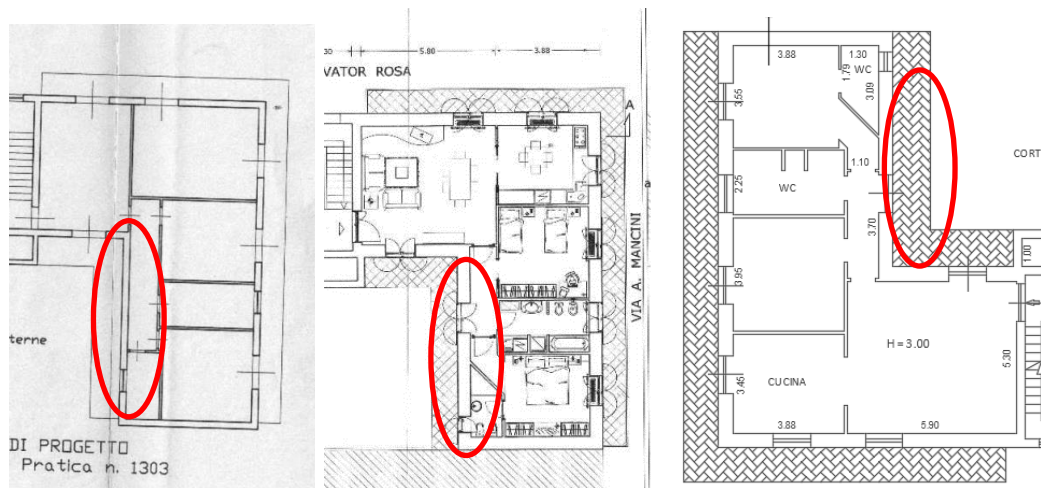 terne
DI PROGETTO
Pratica n. 1303
30
5.80
3.88
VATOR ROSA
A
a
VIA A. MANCINI
3.88
1.30
WC
1.79
3.09
3.55
1.10
CORT
WC
2.25
3.70
3.95
1.00
H = 3.00
5.30
CUCINA
3.45
3.88
5.90